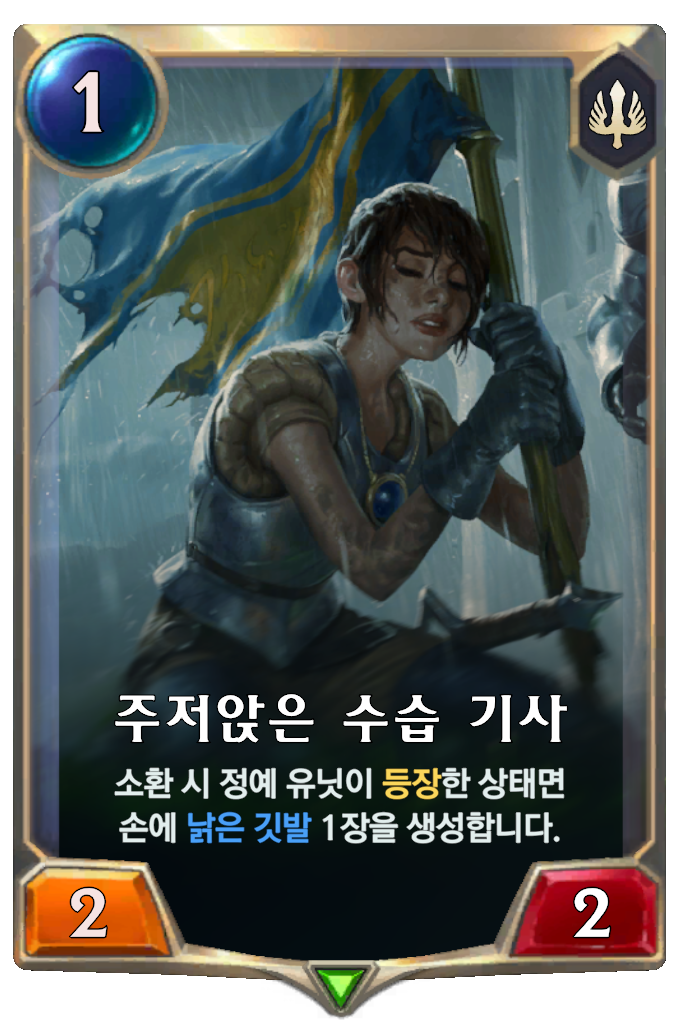 1
주저앉은 수습 기사
소환 시 정예 유닛이 등장한 상태면
손에 낡은 깃발 1장을 생성합니다.
2
2